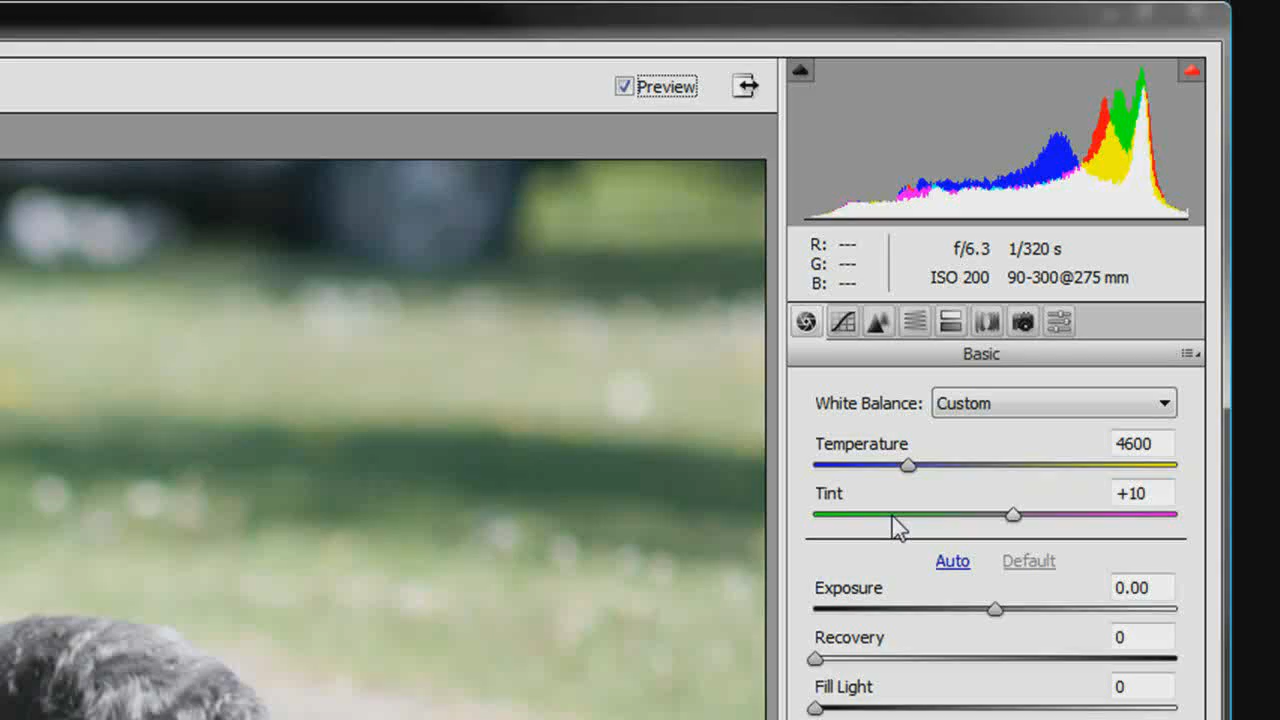 Preview
R: ---
G: ---
B: ---
f/6.3 1/320 s
ISO 200 90-300@275 mm
Basic
White Balance: Custom
Temperature 4600
Tint +10
Auto Default
Exposure 0.00
Recovery 0
Fill Light 0